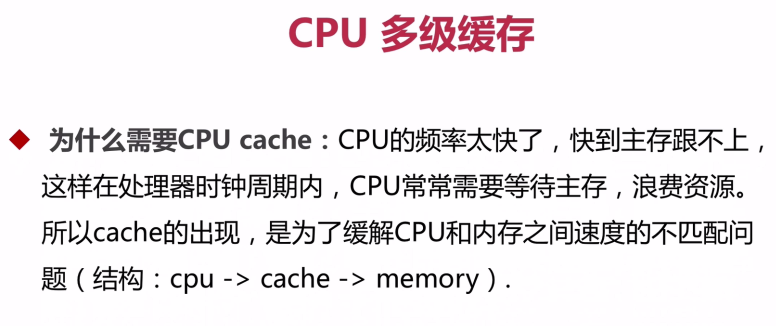 CPU 多级缓存
为什么需要CPU cache：CPU的频率太快了，快到主存跟不上，
这样在处理器时钟周期内，CPU常常需要等待主存，浪费资源。
所以cache的出现，是为了缓解CPU和内存之间速度的不匹配问
题（结构：cpu -> cache -> memory）.